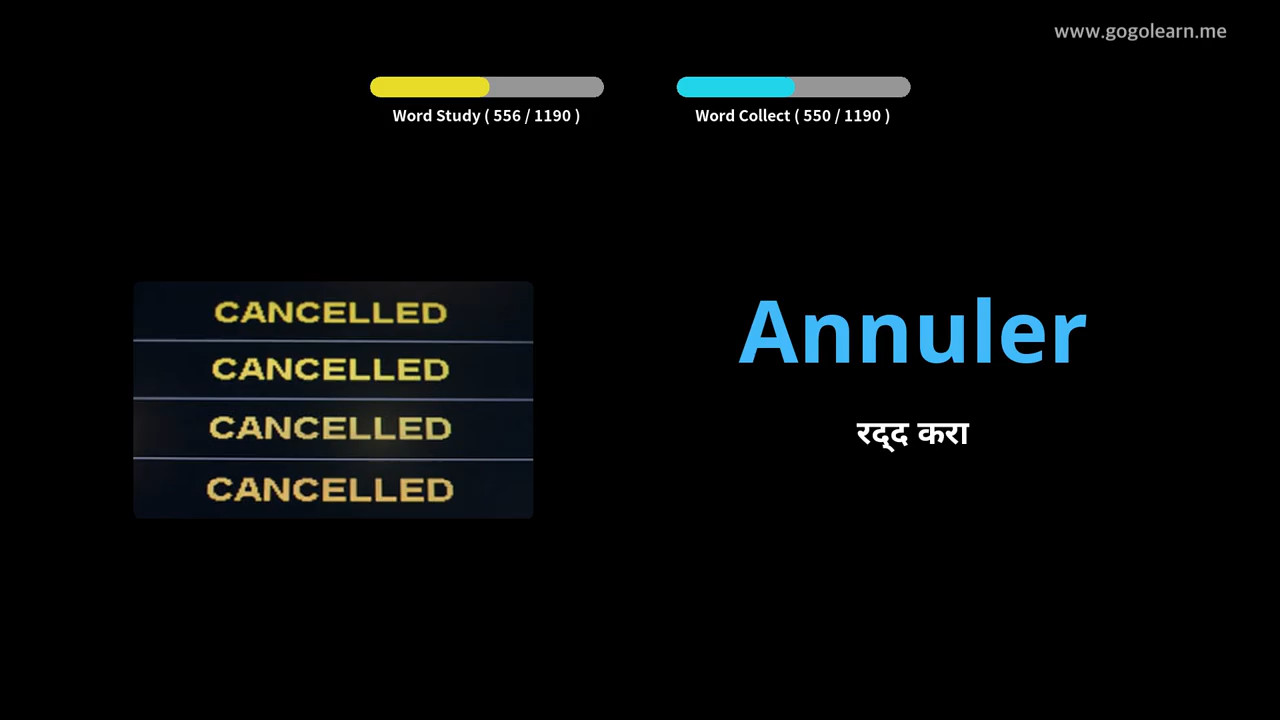 www.gogolearn.me
Word Study ( 556 / 1190 )
Word Collect ( 550 / 1190 )
CANCELLED
CANCELLED
CANCELLED
CANCELLED
Annuler
रद्द करा